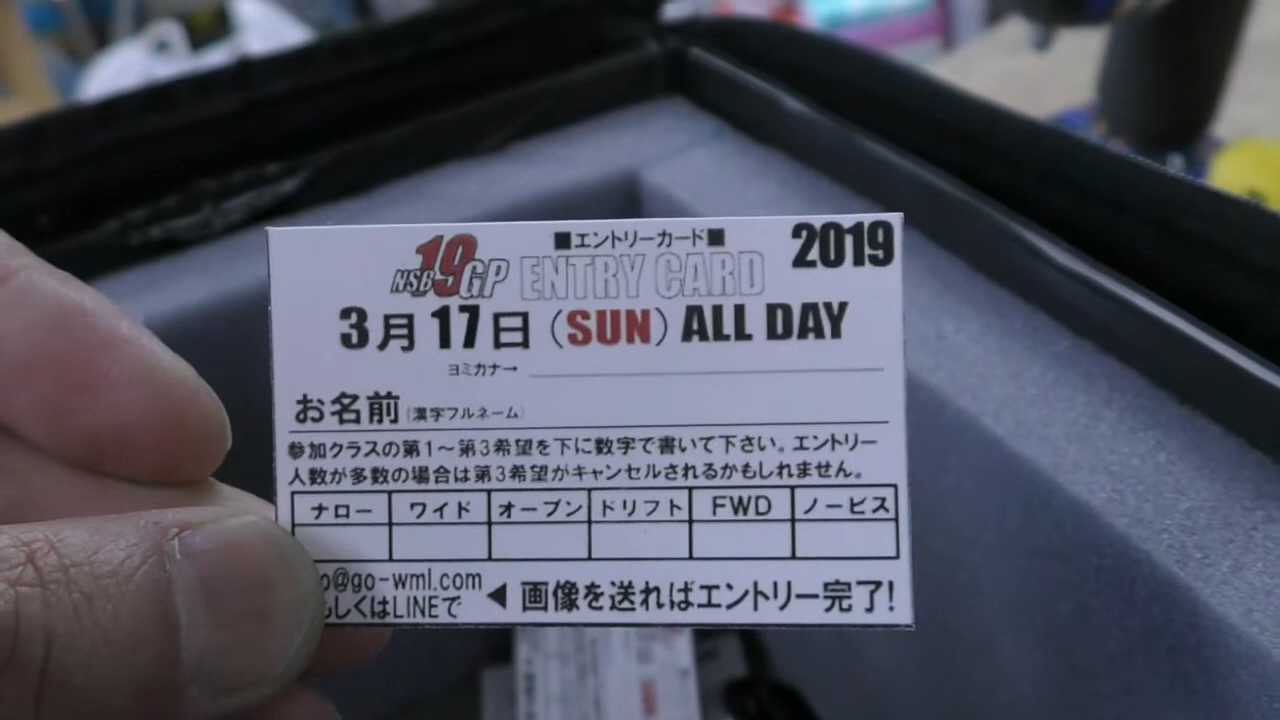 ■エントリーカード■
2019
NSB 19 GP ENTRY CARD
3月17日（SUN）ALL DAY
ヨミカナ→
お名前（漢字フルネーム）
参加クラスの第1～第3希望を下に数字で書いて下さい。エントリー
人数が多数の場合は第3希望がキャンセルされるかもしれません。
ナロー ワイド オープン ドリフト FWD ノービス
o@go-wml.com
しくはLINEで ◀ 画像を送ればエントリー完了!